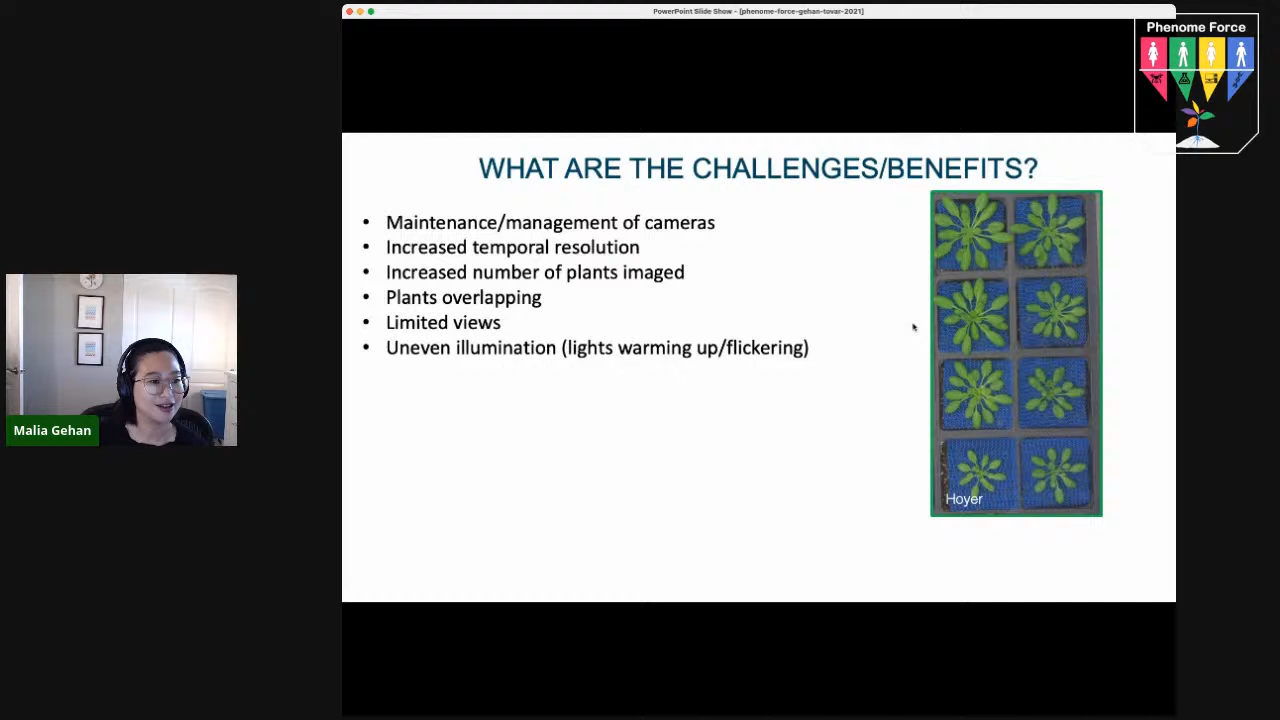 PowerPoint Slide Show - [phenome-force-gehan-tovar-2021]
Phenome Force
WHAT ARE THE CHALLENGES/BENEFITS?
• Maintenance/management of cameras
• Increased temporal resolution
• Increased number of plants imaged
• Plants overlapping
• Limited views
• Uneven illumination (lights warming up/flickering)
Hoyer
Malia Gehan